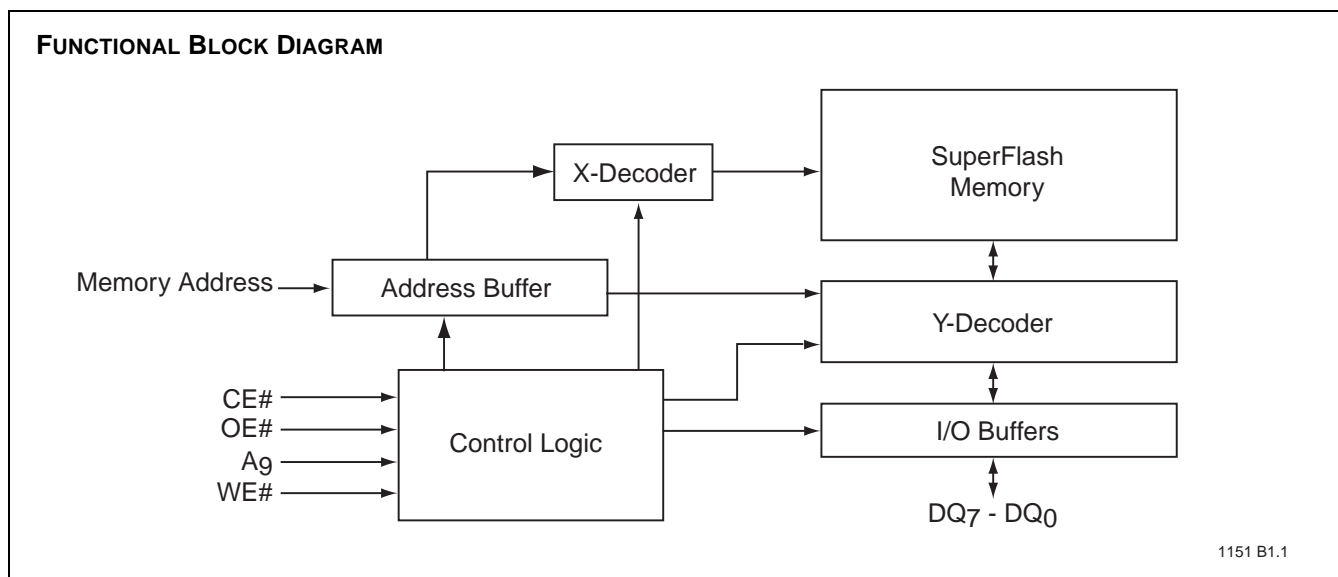 FUNCTIONAL BLOCK DIAGRAM
X-Decoder
SuperFlash
Memory
Memory Address
Address Buffer
Y-Decoder
CE#
OE#
A9
WE#
Control Logic
I/O Buffers
DQ7 - DQ0
1151 B1.1